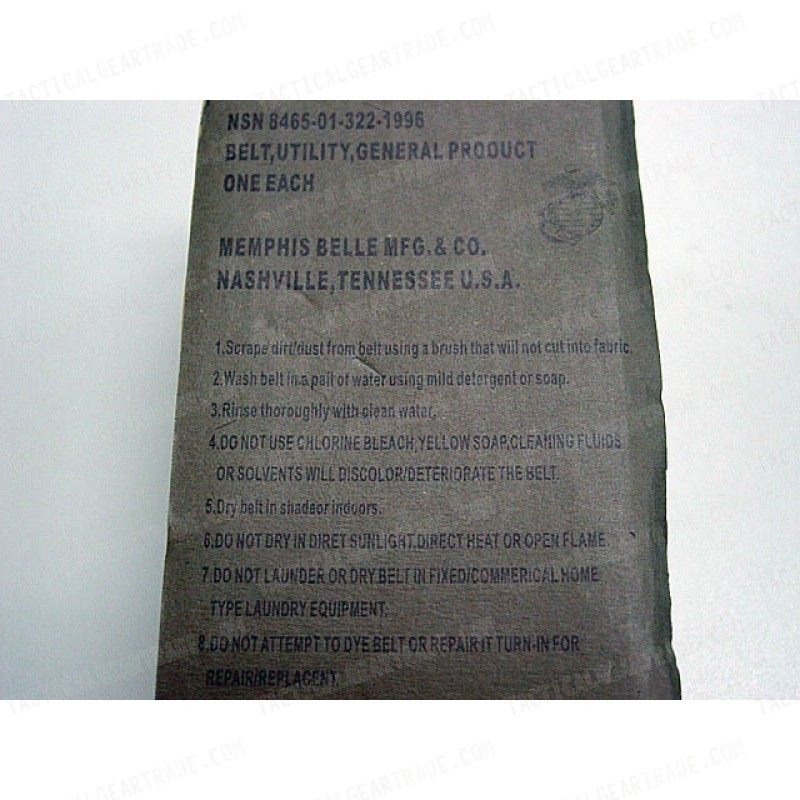 NSN 8465-01-322-1996
BELT,UTILITY,GENERAL PRODUCT
ONE EACH
MEMPHIS BELLE MFG.& CO.
NASHVILLE,TENNESSEE U.S.A.
1.Scrape dirt/dust from belt using a brush that will not cut into fabric.
2.Wash belt in a pail of water using mild detergent or soap.
3.Rinse thoroughly with clean water.
4.DO NOT USE CHLORINE BLEACH,YELLOW SOAP,CLEANING FLUIDS
OR SOLVENTS WILL DISCOLOR/DETERIORATE THE BELT.
5.Dry belt in shadeor indoors.
6.DO NOT DRY IN DIRET SUNLIGHT.DIRECT HEAT OR OPEN FLAME.
7.DO NOT LAUNDER OR DRY BELT IN FIXED/COMMERICAL HOME
TYPE LAUNDRY EQUIPMENT.
8.DO NOT ATTEMPT TO DYE BELT OR REPAIR IT TURN-IN FOR
REPAIR/REPLACENT.
TACTICALGEARTRADE.COM